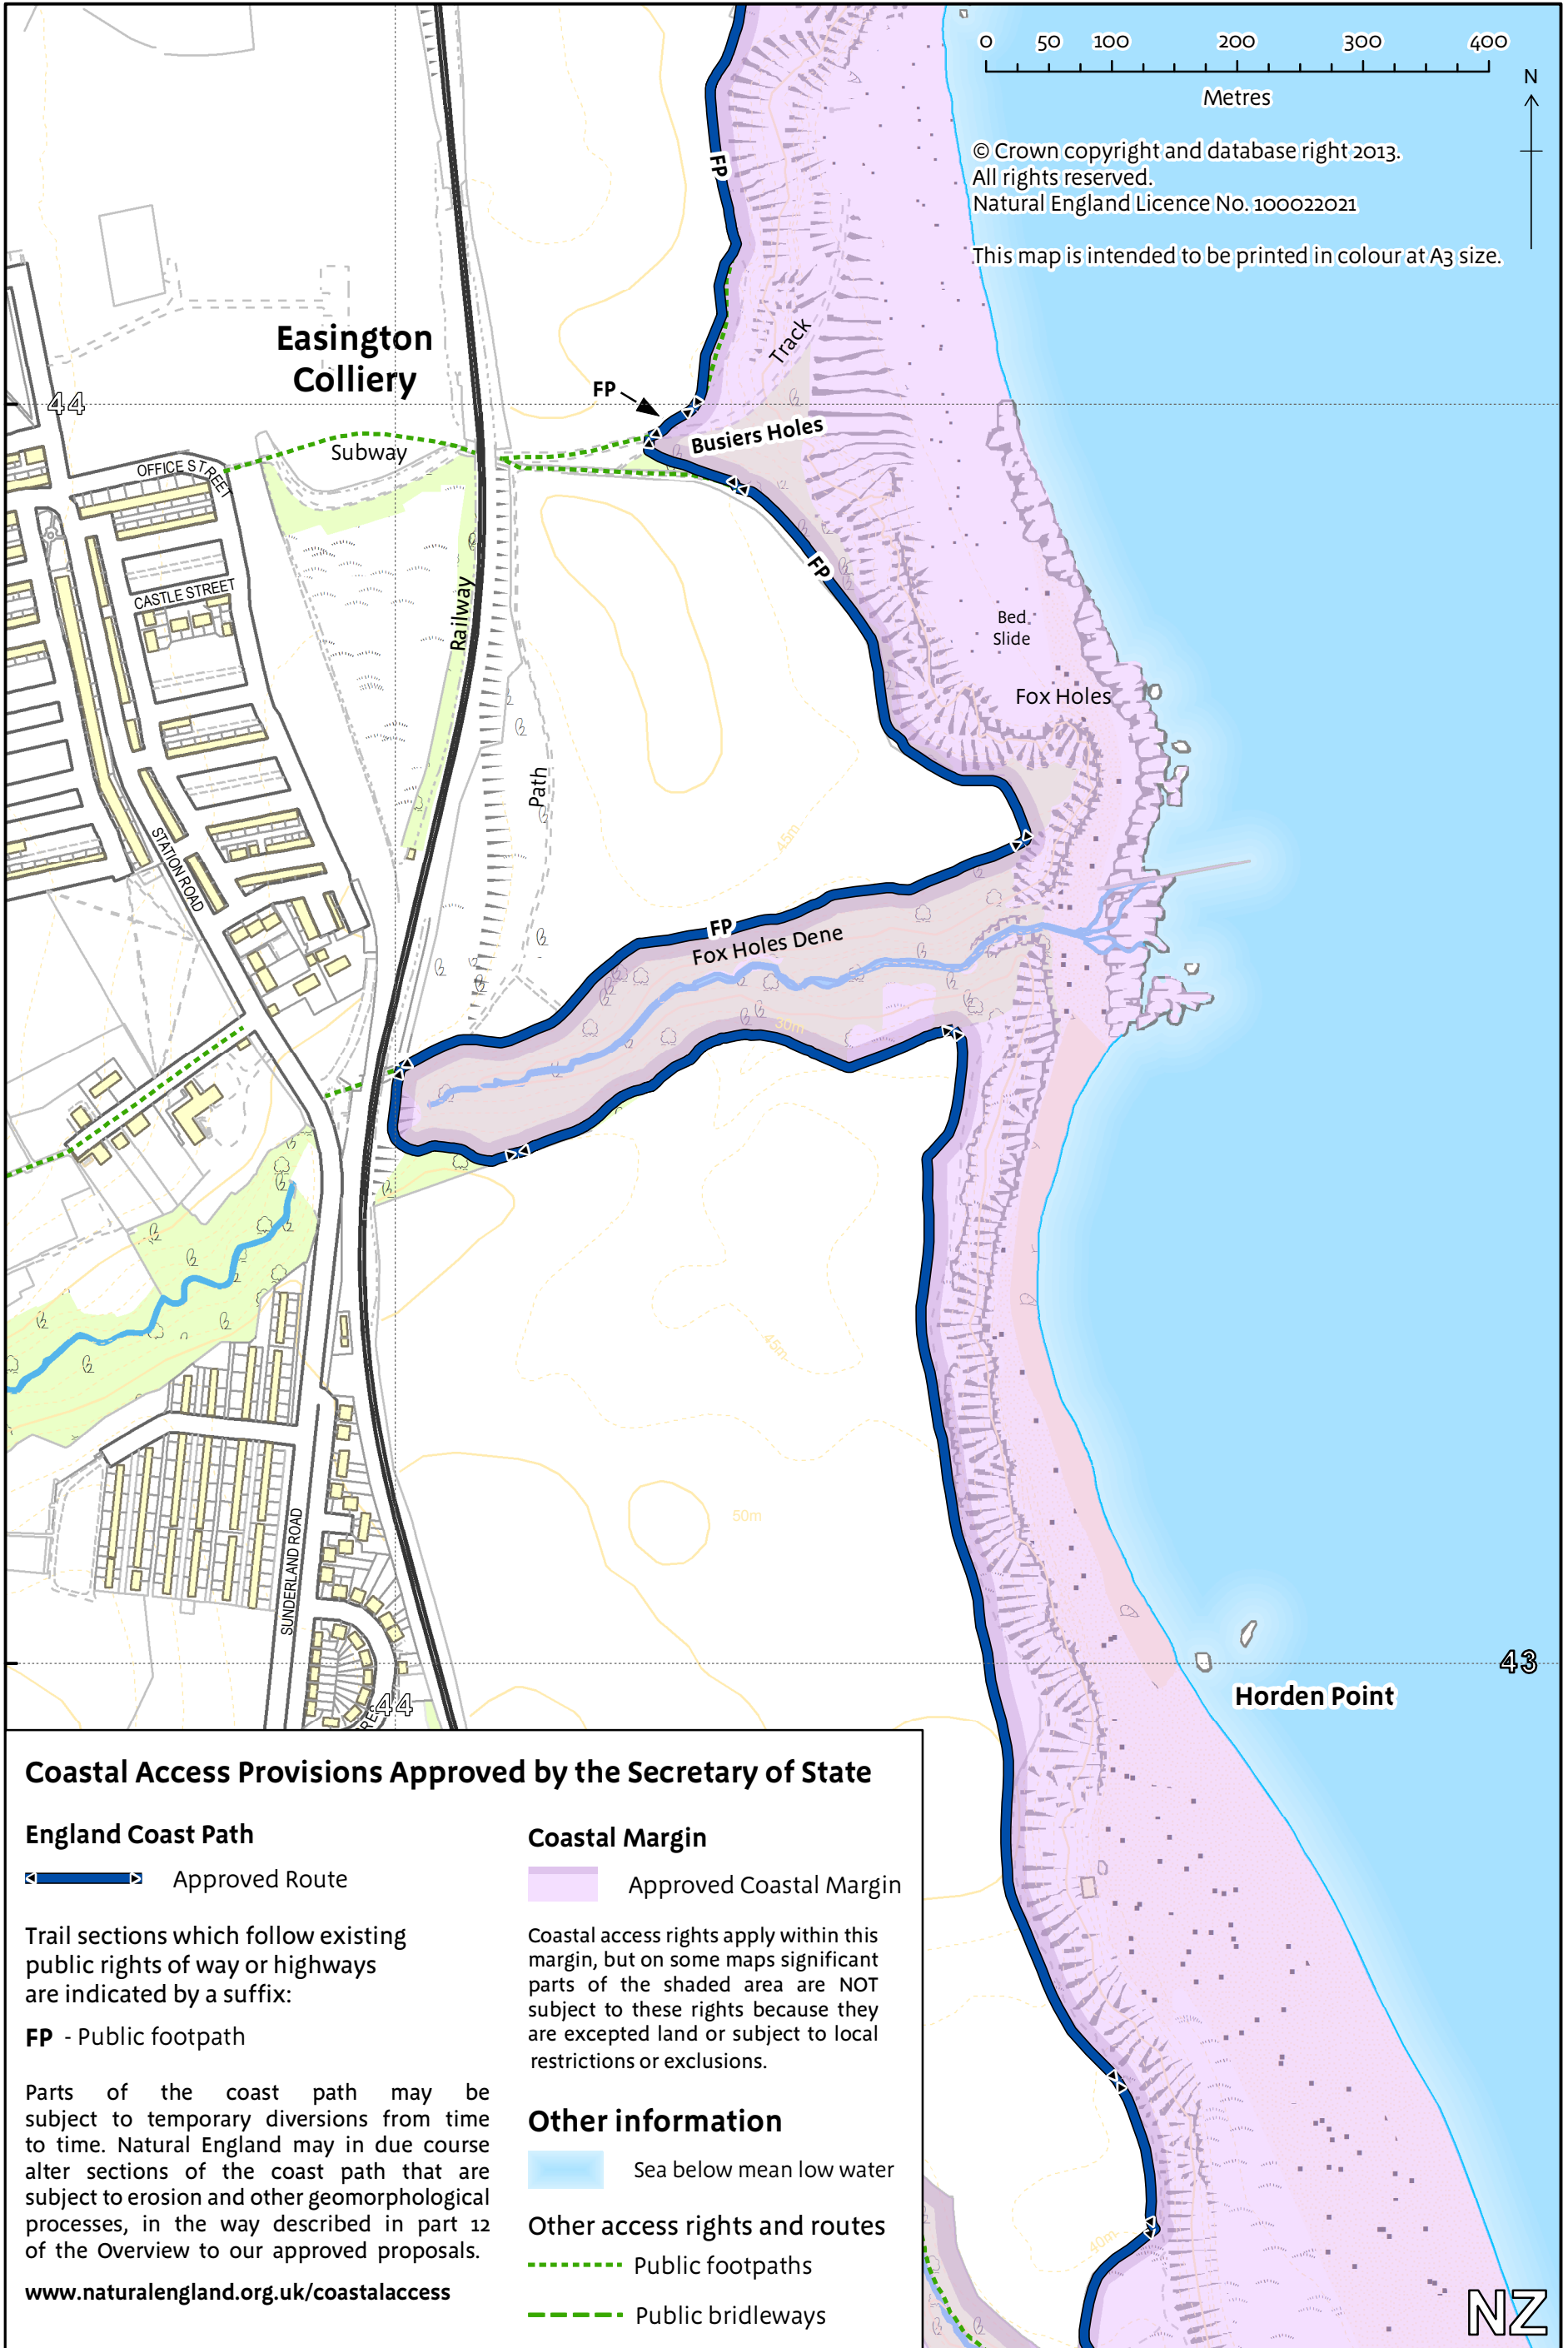 0 50 100 200 300 400
Metres
N
© Crown copyright and database right 2013.
All rights reserved.
Natural England Licence No. 100022021
This map is intended to be printed in colour at A3 size.
FP
Track
Easington
Colliery
44
FP
Busiers Holes
Subway
OFFICE STREET
FP
CASTLE STREET
Railway
Bed
Slide
Fox Holes
Path
45m
STATION ROAD
FP
Fox Holes Dene
30m
45m
50m
SUNDERLAND ROAD
43
Horden Point
44
40m
NZ
Coastal Access Provisions Approved by the Secretary of State
England Coast Path
Approved Route
Trail sections which follow existing
public rights of way or highways
are indicated by a suffix:
FP - Public footpath
Parts of the coast path may be
subject to temporary diversions from time
to time. Natural England may in due course
alter sections of the coast path that are
subject to erosion and other geomorphological
processes, in the way described in part 12
of the Overview to our approved proposals.
www.naturalengland.org.uk/coastalaccess
Coastal Margin
Approved Coastal Margin
Coastal access rights apply within this
margin, but on some maps significant
parts of the shaded area are NOT
subject to these rights because they
are excepted land or subject to local
restrictions or exclusions.
Other information
Sea below mean low water
Other access rights and routes
Public footpaths
Public bridleways